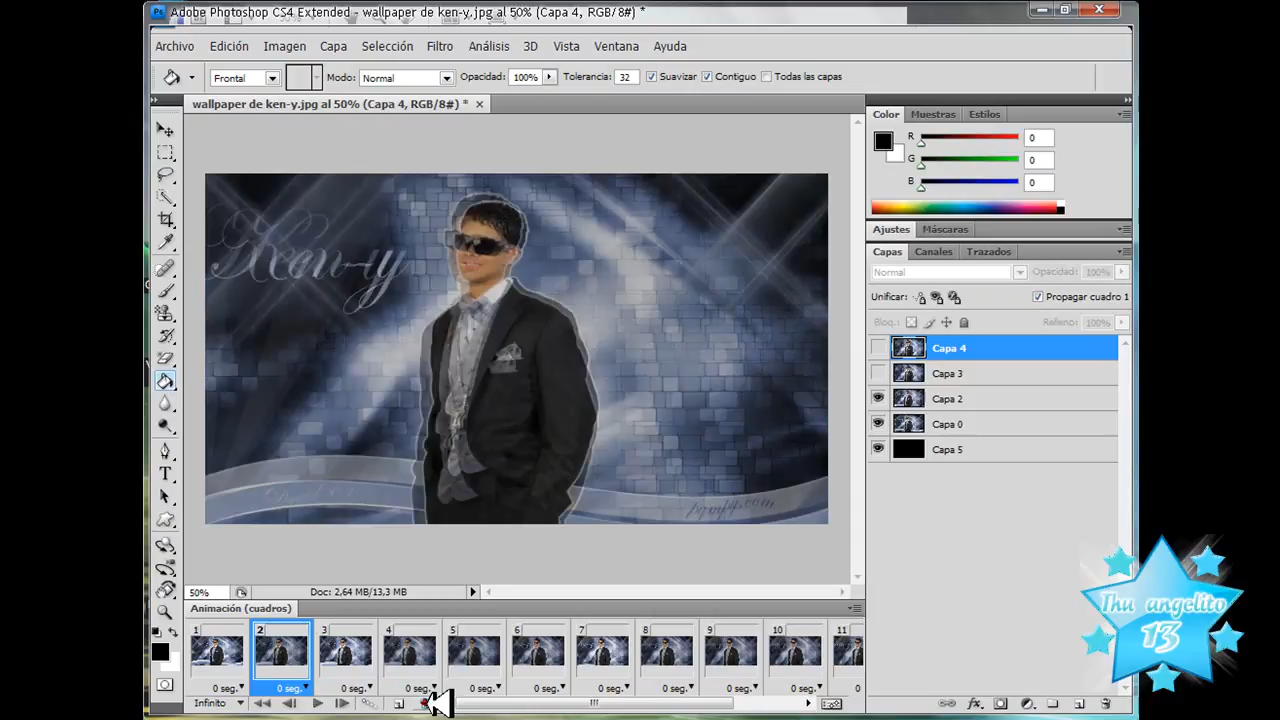 Adobe Photoshop CS4 Extended - wallpaper de ken-y.jpg al 50% (Capa 4, RGB/8#) *
Archivo Edición Imagen Capa Selección Filtro Análisis 3D Vista Ventana Ayuda
Frontal Modo: Normal Opacidad: 100% Tolerancia: 32 Suavizar Contiguo Todas las capas
wallpaper de ken-y.jpg al 50% (Capa 4, RGB/8#) *
Color Muestras Estilos
R 0
G 0
B 0
Ken-y
Ajustes Máscaras
Capas Canales Trazados
Normal Opacidad: 100%
Unificar: Propagar cuadro 1
Bloq.: Relleno: 100%
Capa 4
Capa 3
Capa 2
Capa 0
Capa 5
50% Doc: 2,64 MB/13,3 MB
Animación (cuadros)
1 2 3 4 5 6 7 8 9 10 11
0 seg. 0 seg. 0 seg. 0 seg. 0 seg. 0 seg. 0 seg. 0 seg. 0 seg. 0 seg. 0
Infinito
Thu angelito
13